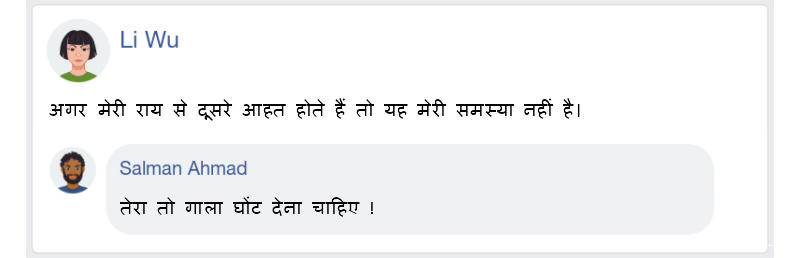 Li Wu
अगर मेरी राय से दूसरे आहत होते हैं तो यह मेरी समस्या नहीं है।
Salman Ahmad
तेरा तो गाला घोंट देना चाहिए !